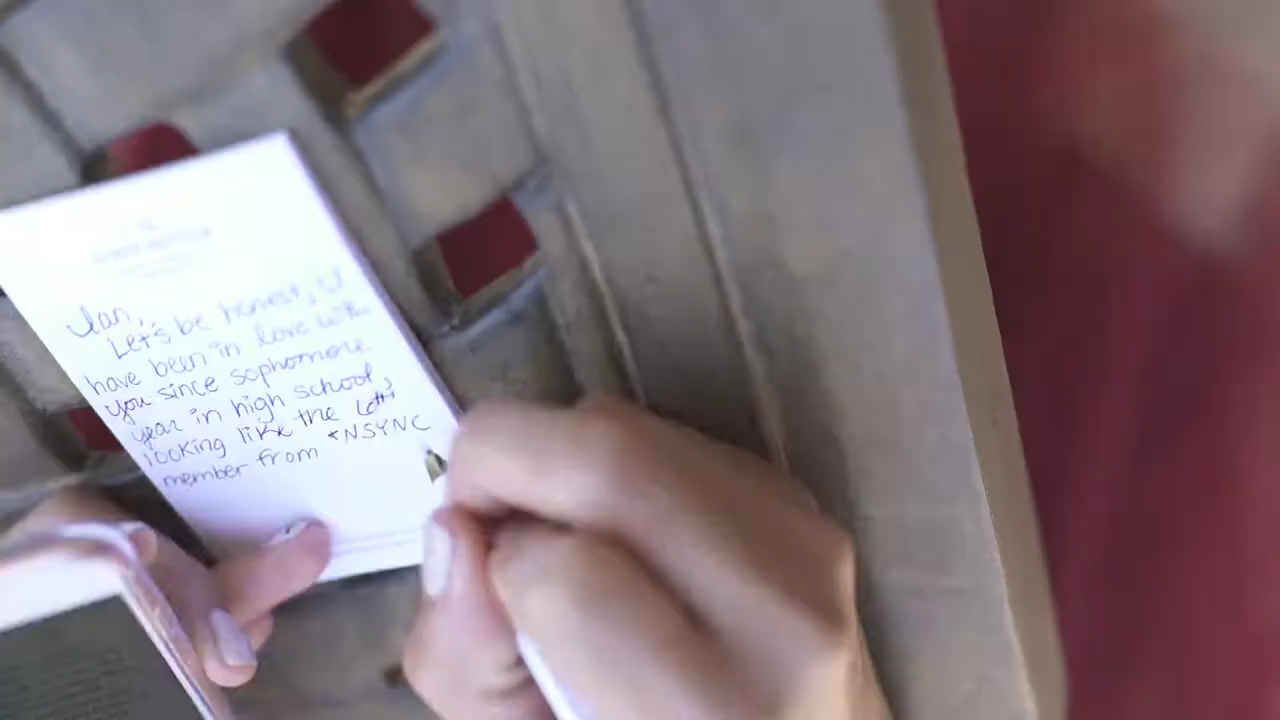 Ian,
Let's be honest, I
have been in love with
you since sophomore
year in high school,
looking like the 6th
member from *NSYNC